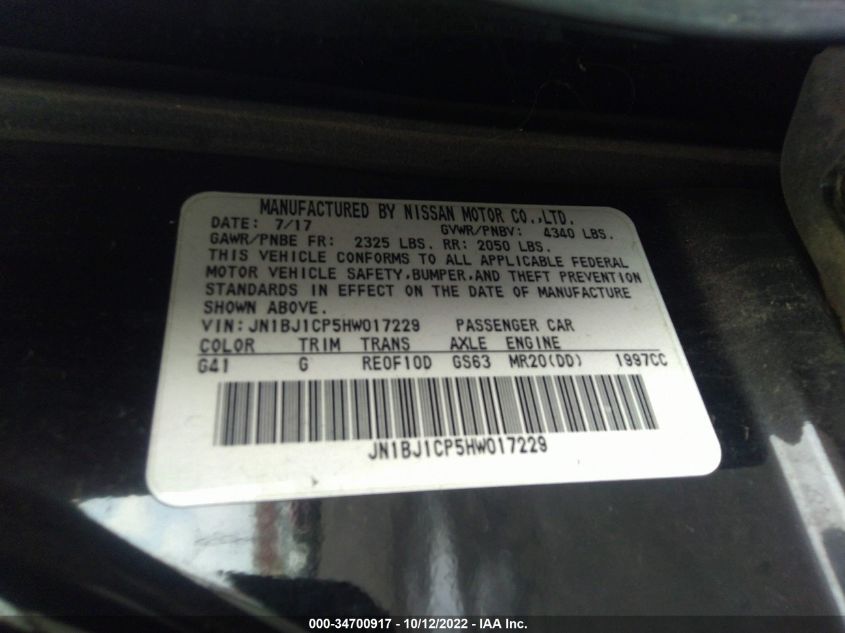 MANUFACTURED BY NISSAN MOTOR CO.,LTD.
DATE: 7/17 GVWR/PNBV: 4340 LBS.
GAWR/PNBE FR: 2325 LBS. RR: 2050 LBS.
THIS VEHICLE CONFORMS TO ALL APPLICABLE FEDERAL
MOTOR VEHICLE SAFETY,BUMPER,AND THEFT PREVENTION
STANDARDS IN EFFECT ON THE DATE OF MANUFACTURE
SHOWN ABOVE.
VIN: JN1BJ1CP5HW017229 PASSENGER CAR
COLOR TRIM TRANS AXLE ENGINE
G41 G RE0F10D GS63 MR20(DD) 1997CC
JN1BJ1CP5HW017229
000-34700917 - 10/12/2022 - IAA Inc.